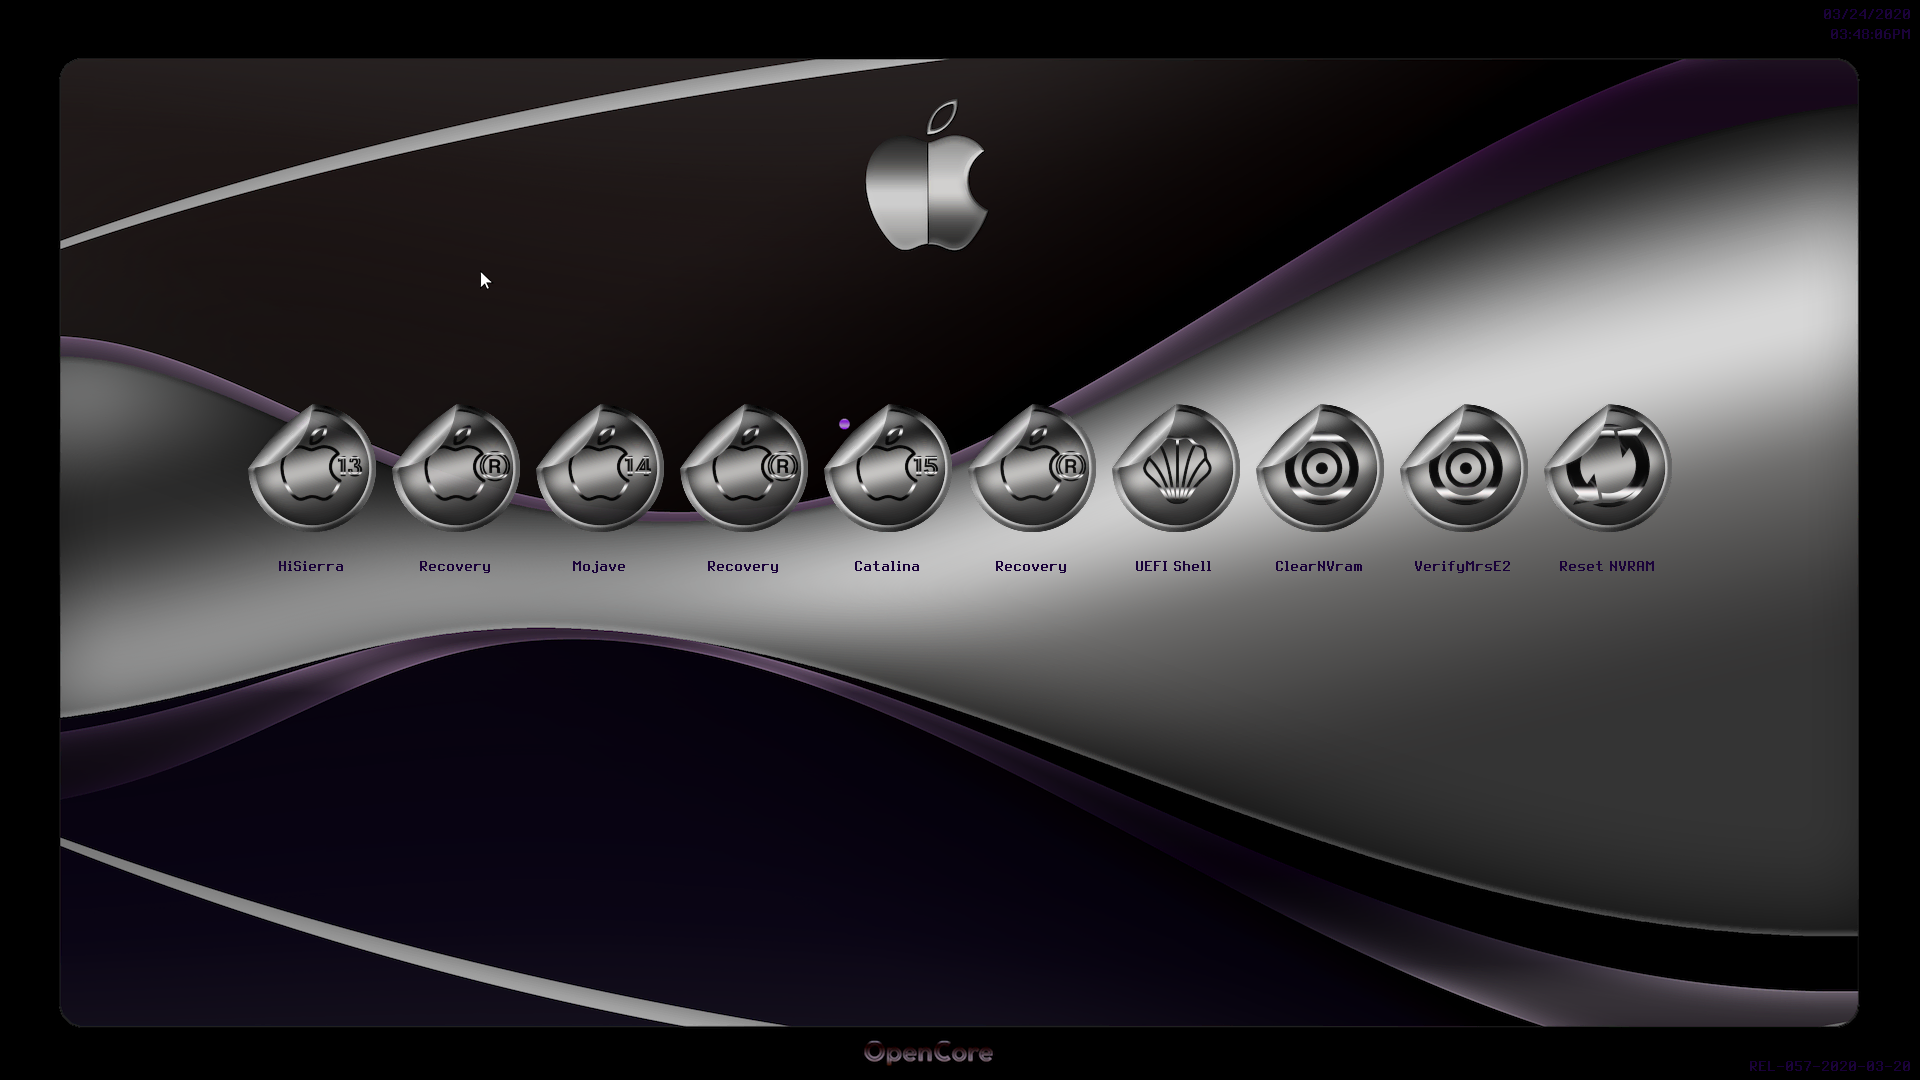 03/24/2020
03:48:06PM
13
R
14
R
15
R
HiSierra
Recovery
Mojave
Recovery
Catalina
Recovery
UEFI Shell
ClearNVram
VerifyMrsE2
Reset NVRAM
OpenCore
REL-057-2020-03-20